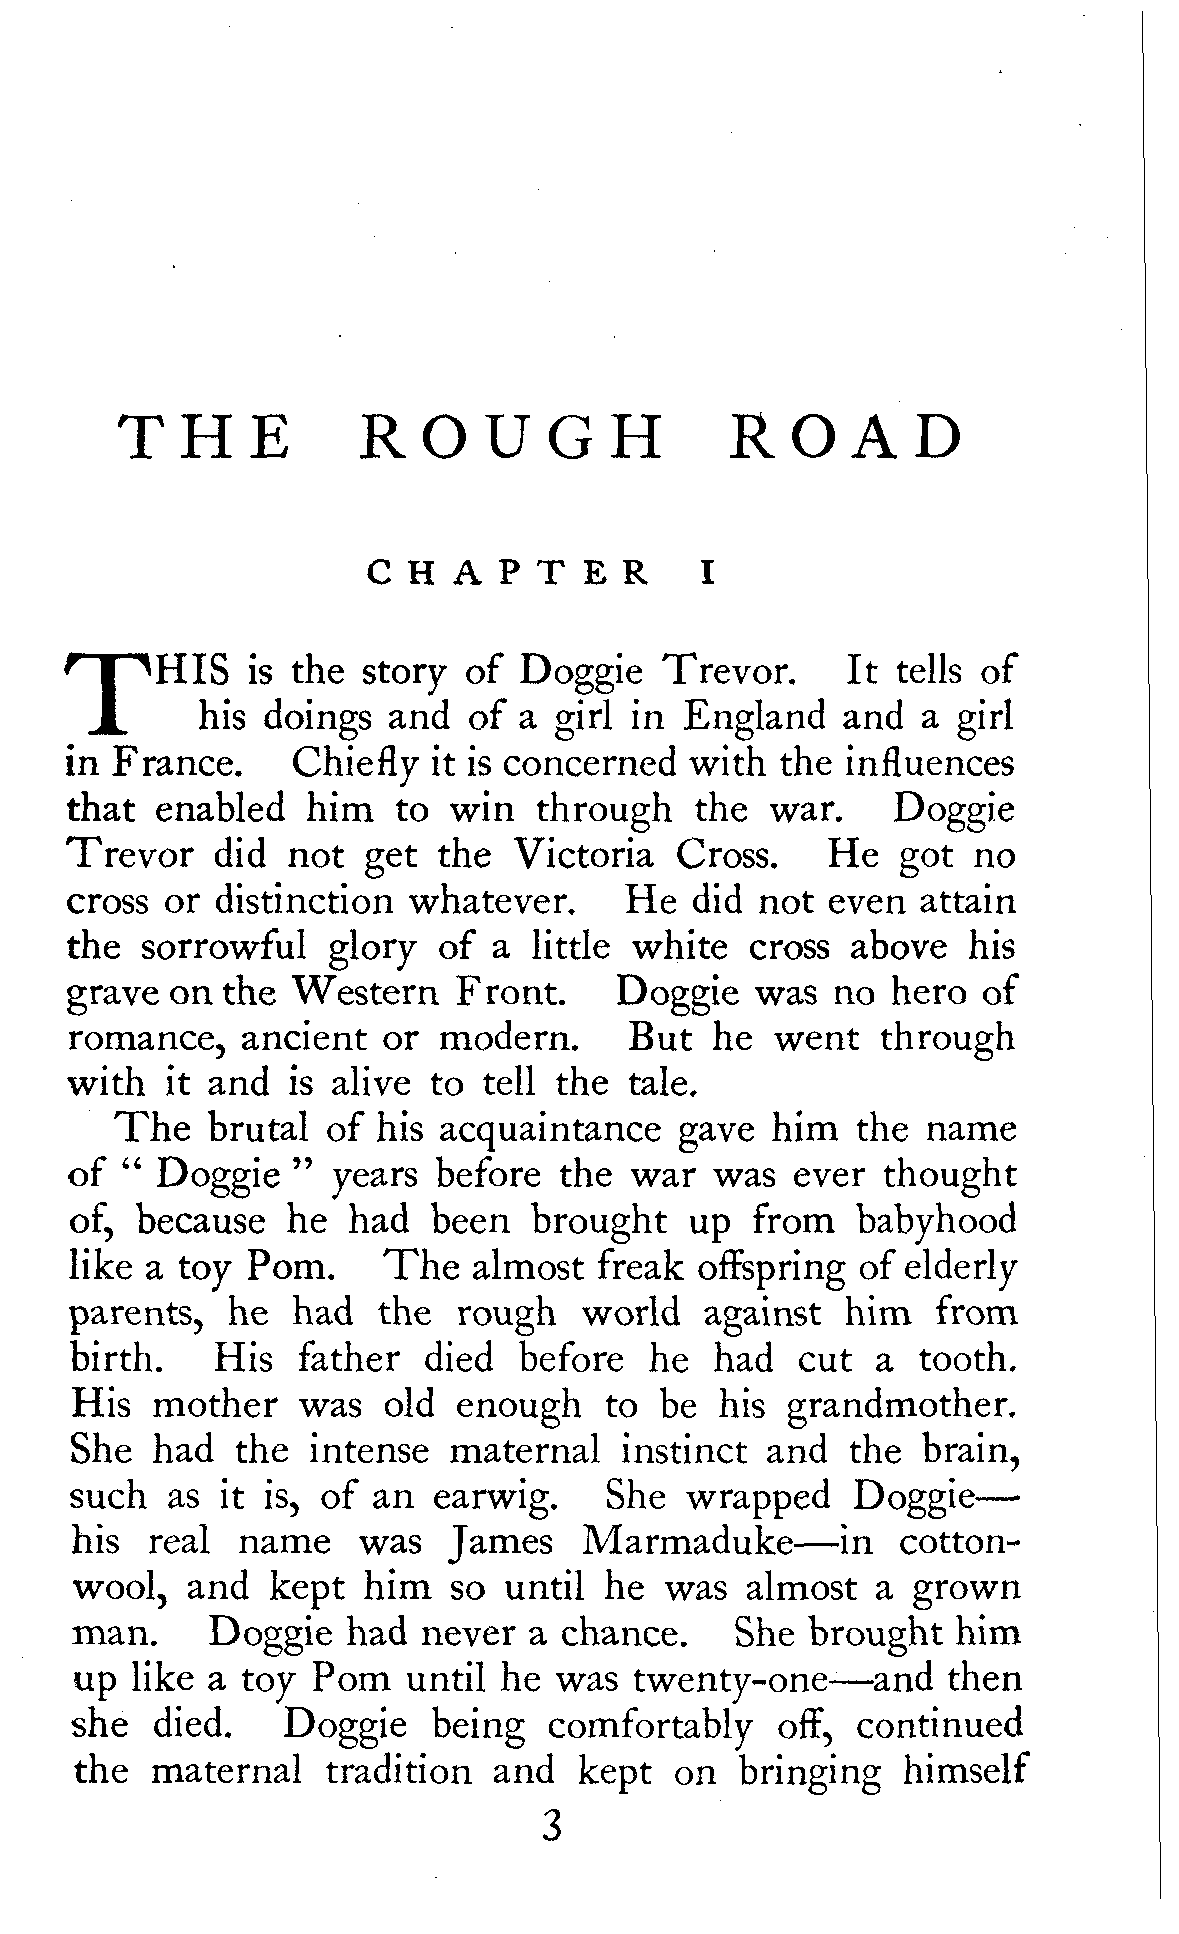 THE ROUGH ROAD
CHAPTER I
THIS is the story of Doggie Trevor. It tells of
his doings and of a girl in England and a girl
in France. Chiefly it is concerned with the influences
that enabled him to win through the war. Doggie
Trevor did not get the Victoria Cross. He got no
cross or distinction whatever. He did not even attain
the sorrowful glory of a little white cross above his
grave on the Western Front. Doggie was no hero of
romance, ancient or modern. But he went through
with it and is alive to tell the tale.
The brutal of his acquaintance gave him the name
of “ Doggie ” years before the war was ever thought
of, because he had been brought up from babyhood
like a toy Pom. The almost freak offspring of elderly
parents, he had the rough world against him from
birth. His father died before he had cut a tooth.
His mother was old enough to be his grandmother.
She had the intense maternal instinct and the brain,
such as it is, of an earwig. She wrapped Doggie—
his real name was James Marmaduke—in cotton-
wool, and kept him so until he was almost a grown
man. Doggie had never a chance. She brought him
up like a toy Pom until he was twenty-one—and then
she died. Doggie being comfortably off, continued
the maternal tradition and kept on bringing himself
3